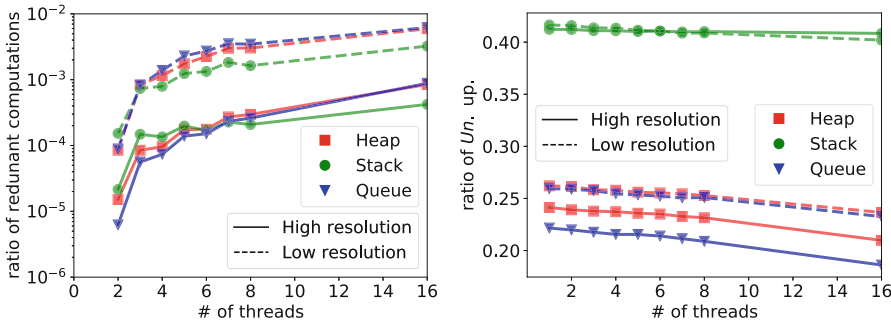 ratio of redunant computations
10⁻²
10⁻³
10⁻⁴
10⁻⁵
10⁻⁶
Heap
Stack
Queue
High resolution
Low resolution
0 2 4 6 8 10 12 14 16
# of threads
ratio of Un. up.
0.40
0.35
0.30
0.25
0.20
High resolution
Low resolution
Heap
Stack
Queue
2 4 6 8 10 12 14 16
# of threads